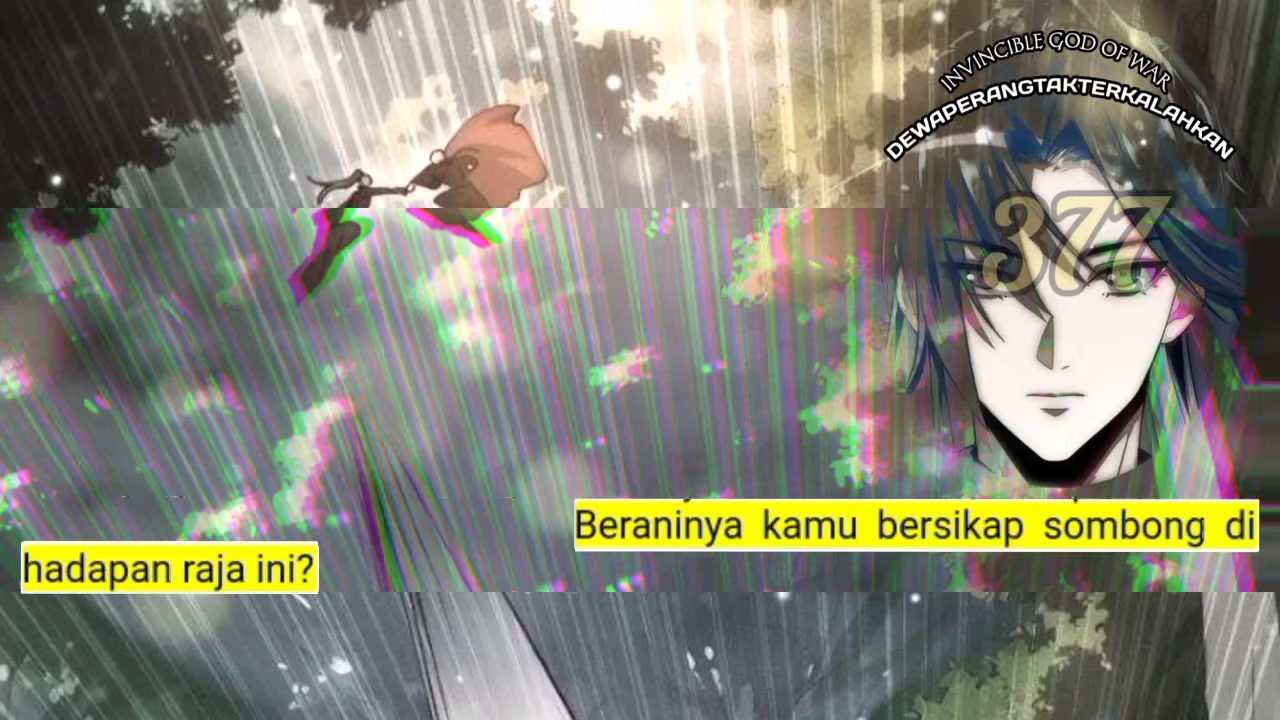 INVINCIBLE GOD OF WAR
DEWAPERANGTAKTERKALAHKAN
377
Beraninya kamu bersikap sombong di
hadapan raja ini?